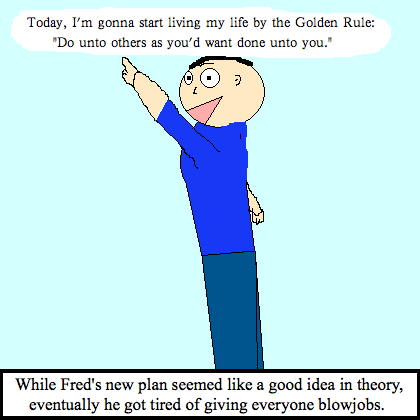 Today, I'm gonna start living my life by the Golden Rule:
"Do unto others as you'd want done unto you."
While Fred's new plan seemed like a good idea in theory,
eventually he got tired of giving everyone blowjobs.